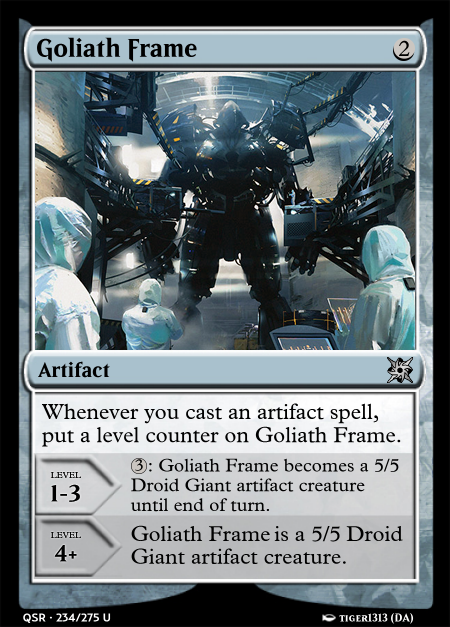 Goliath Frame 2
Artifact
Whenever you cast an artifact spell,
put a level counter on Goliath Frame.
LEVEL
1-3
3: Goliath Frame becomes a 5/5
Droid Giant artifact creature
until end of turn.
LEVEL
4+
Goliath Frame is a 5/5 Droid
Giant artifact creature.
QSR · 234/275 U
TIGER1313 (DA)